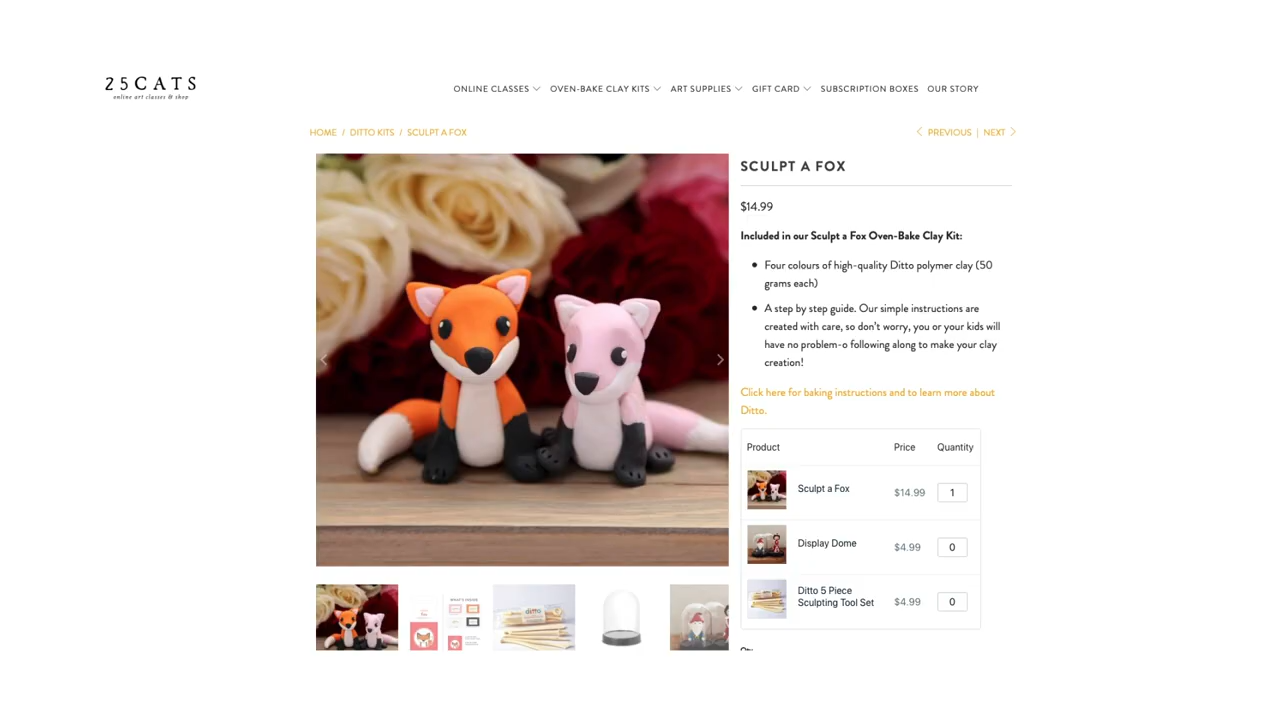 25CATS
online art classes & shop
ONLINE CLASSES OVEN-BAKE CLAY KITS ART SUPPLIES GIFT CARD SUBSCRIPTION BOXES OUR STORY
HOME / DITTO KITS / SCULPT A FOX
PREVIOUS | NEXT
SCULPT A FOX
$14.99
Included in our Sculpt a Fox Oven-Bake Clay Kit:
Four colours of high-quality Ditto polymer clay (50
grams each)
A step by step guide. Our simple instructions are
created with care, so don't worry, you or your kids will
have no problem-o following along to make your clay
creation!
Click here for baking instructions and to learn more about
Ditto.
Product Price Quantity
Sculpt a Fox $14.99 1
Display Dome $4.99 0
Ditto 5 Piece
Sculpting Tool Set $4.99 0
WHAT'S INSIDE
ditto